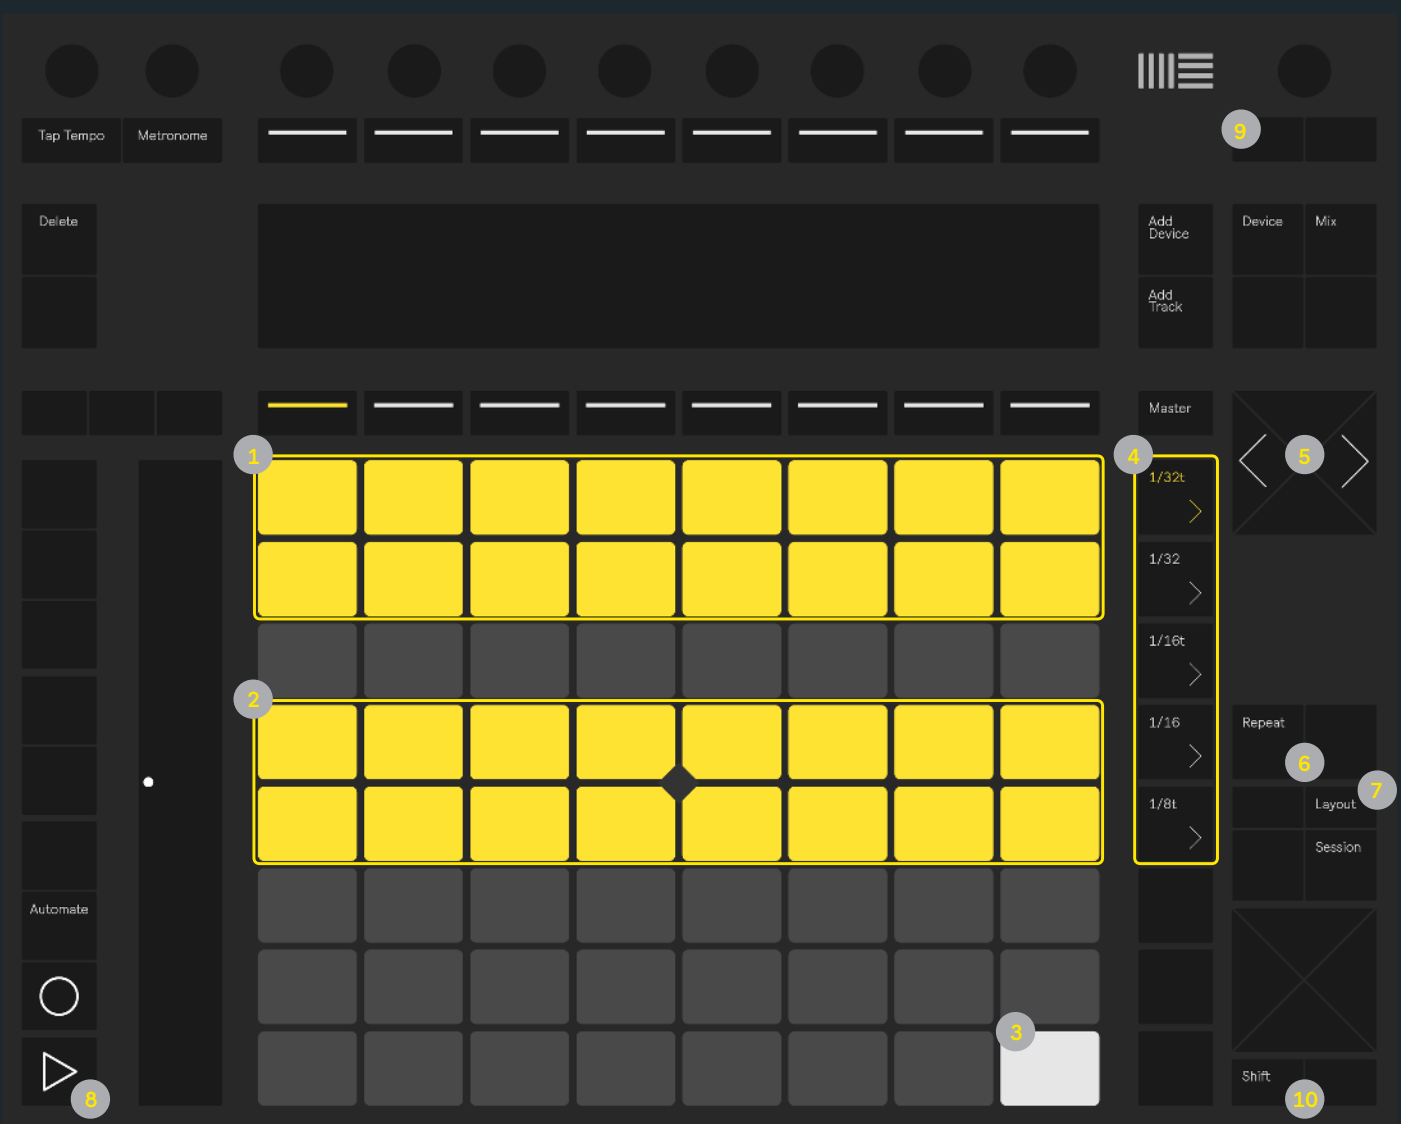 Tap Tempo
Metronome
9
Delete
Add
Device
Device
Mix
Add
Track
Master
1
4
5
1/32t
1/32
1/16t
2
1/16
Repeat
6
7
1/8t
Layout
Session
Automate
3
Shift
8
10